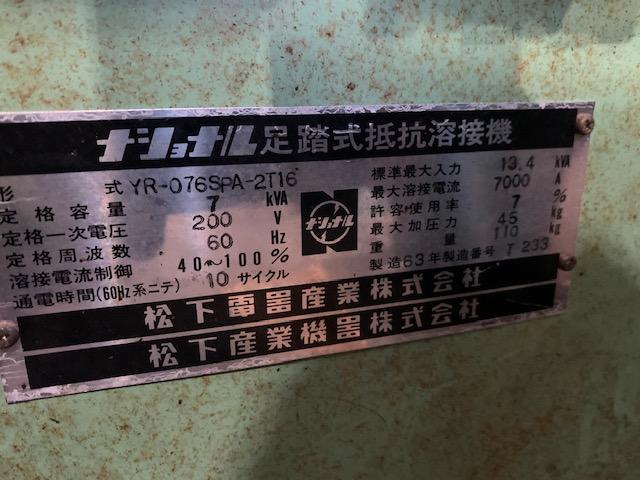 ナショナル 足踏式抵抗溶接機
形式 YR-076SPA-2T16
定格容量 7 KVA
定格一次電圧 200 V
定格周波数 60 Hz
溶接電流制御 40〜100%
通電時間(60Hz系ニテ) 10 サイクル
ナショナル
標準最大入力 13.4 KVA
最大溶接電流 7000 A
許容使用率 7 %
最大加圧力 45 kg
重量 110 kg
製造63年製造番号 T 233
松下電器産業株式会社
松下産業機器株式会社